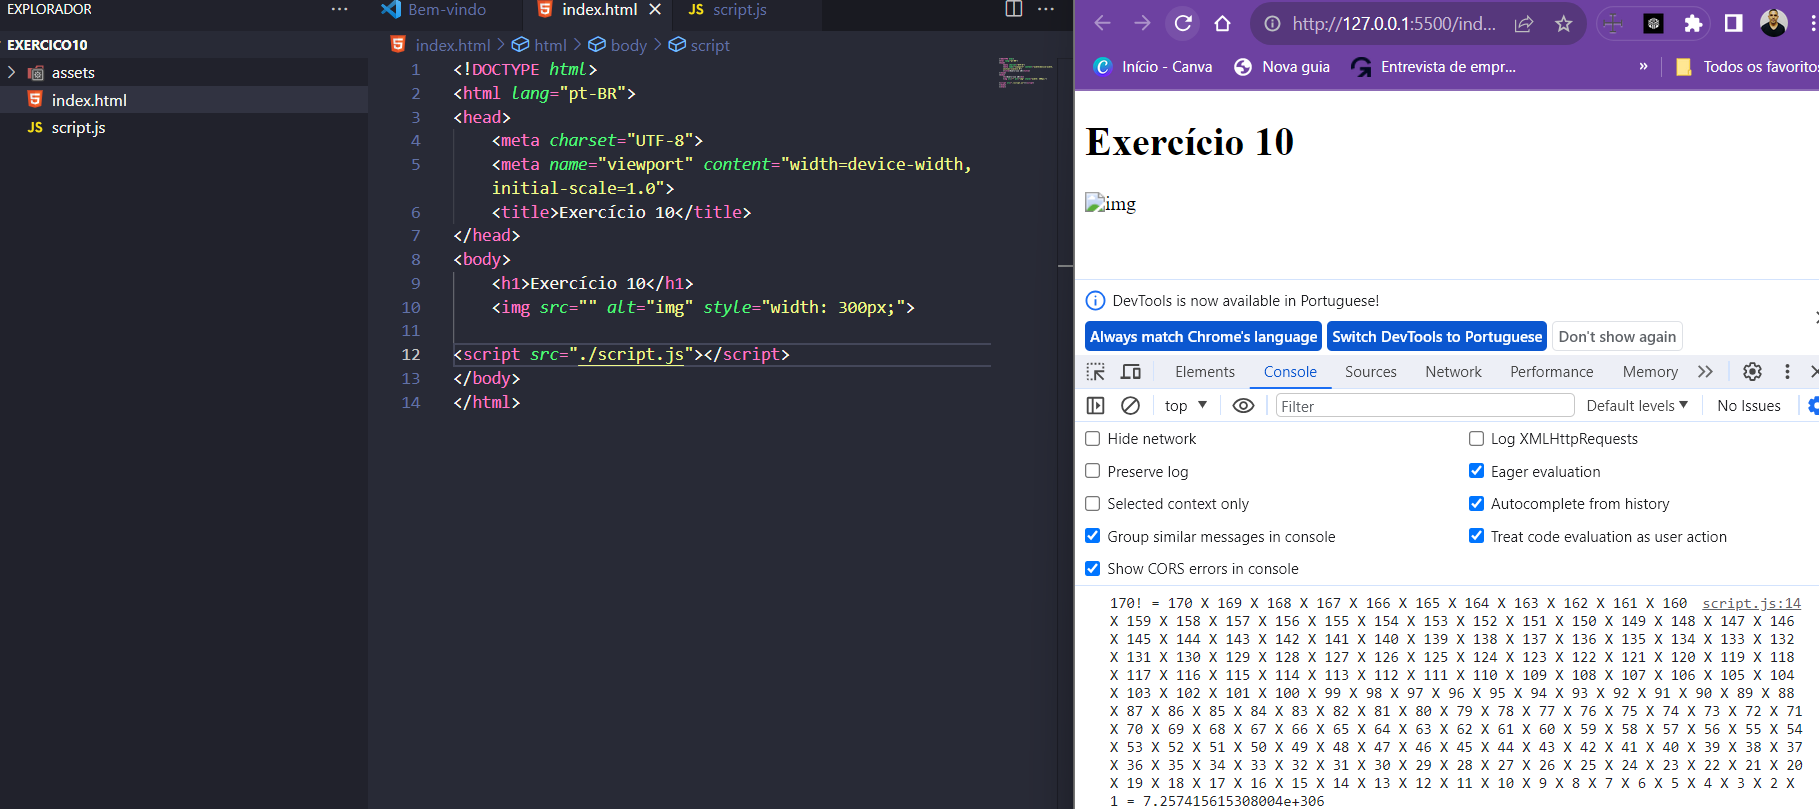 EXPLORADOR
EXERCICO10
assets
index.html
JS script.js
Bem-vindo
index.html
JS script.js
index.html > html > body > script
1 <!DOCTYPE html>
2 <html lang="pt-BR">
3 <head>
4 <meta charset="UTF-8">
5 <meta name="viewport" content="width=device-width,
initial-scale=1.0">
6 <title>Exercício 10</title>
7 </head>
8 <body>
9 <h1>Exercício 10</h1>
10 <img src="" alt="img" style="width: 300px;">
11
12 <script src="./script.js"></script>
13 </body>
14 </html>
http://127.0.0.1:5500/ind...
Início - Canva
Nova guia
Entrevista de empr...
»
Todos os favoritos
Exercício 10
img
DevTools is now available in Portuguese!
Always match Chrome's language
Switch DevTools to Portuguese
Don't show again
Elements Console Sources Network Performance Memory
top Filter Default levels No Issues
Hide network
Log XMLHttpRequests
Preserve log
Eager evaluation
Selected context only
Autocomplete from history
Group similar messages in console
Treat code evaluation as user action
Show CORS errors in console
170! = 170 X 169 X 168 X 167 X 166 X 165 X 164 X 163 X 162 X 161 X 160 script.js:14
X 159 X 158 X 157 X 156 X 155 X 154 X 153 X 152 X 151 X 150 X 149 X 148 X 147 X 146
X 145 X 144 X 143 X 142 X 141 X 140 X 139 X 138 X 137 X 136 X 135 X 134 X 133 X 132
X 131 X 130 X 129 X 128 X 127 X 126 X 125 X 124 X 123 X 122 X 121 X 120 X 119 X 118
X 117 X 116 X 115 X 114 X 113 X 112 X 111 X 110 X 109 X 108 X 107 X 106 X 105 X 104
X 103 X 102 X 101 X 100 X 99 X 98 X 97 X 96 X 95 X 94 X 93 X 92 X 91 X 90 X 89 X 88
X 87 X 86 X 85 X 84 X 83 X 82 X 81 X 80 X 79 X 78 X 77 X 76 X 75 X 74 X 73 X 72 X 71
X 70 X 69 X 68 X 67 X 66 X 65 X 64 X 63 X 62 X 61 X 60 X 59 X 58 X 57 X 56 X 55 X 54
X 53 X 52 X 51 X 50 X 49 X 48 X 47 X 46 X 45 X 44 X 43 X 42 X 41 X 40 X 39 X 38 X 37
X 36 X 35 X 34 X 33 X 32 X 31 X 30 X 29 X 28 X 27 X 26 X 25 X 24 X 23 X 22 X 21 X 20
X 19 X 18 X 17 X 16 X 15 X 14 X 13 X 12 X 11 X 10 X 9 X 8 X 7 X 6 X 5 X 4 X 3 X 2 X
1 = 7.257415615308004e+306